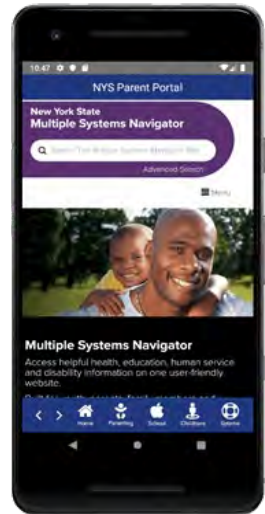 10:47
NYS Parent Portal
New York State
Multiple Systems Navigator
Advanced Search
Menu
Multiple Systems Navigator
Access helpful health, education, human service
and disability information on one user-friendly
website.
Home Parenting School Childcare